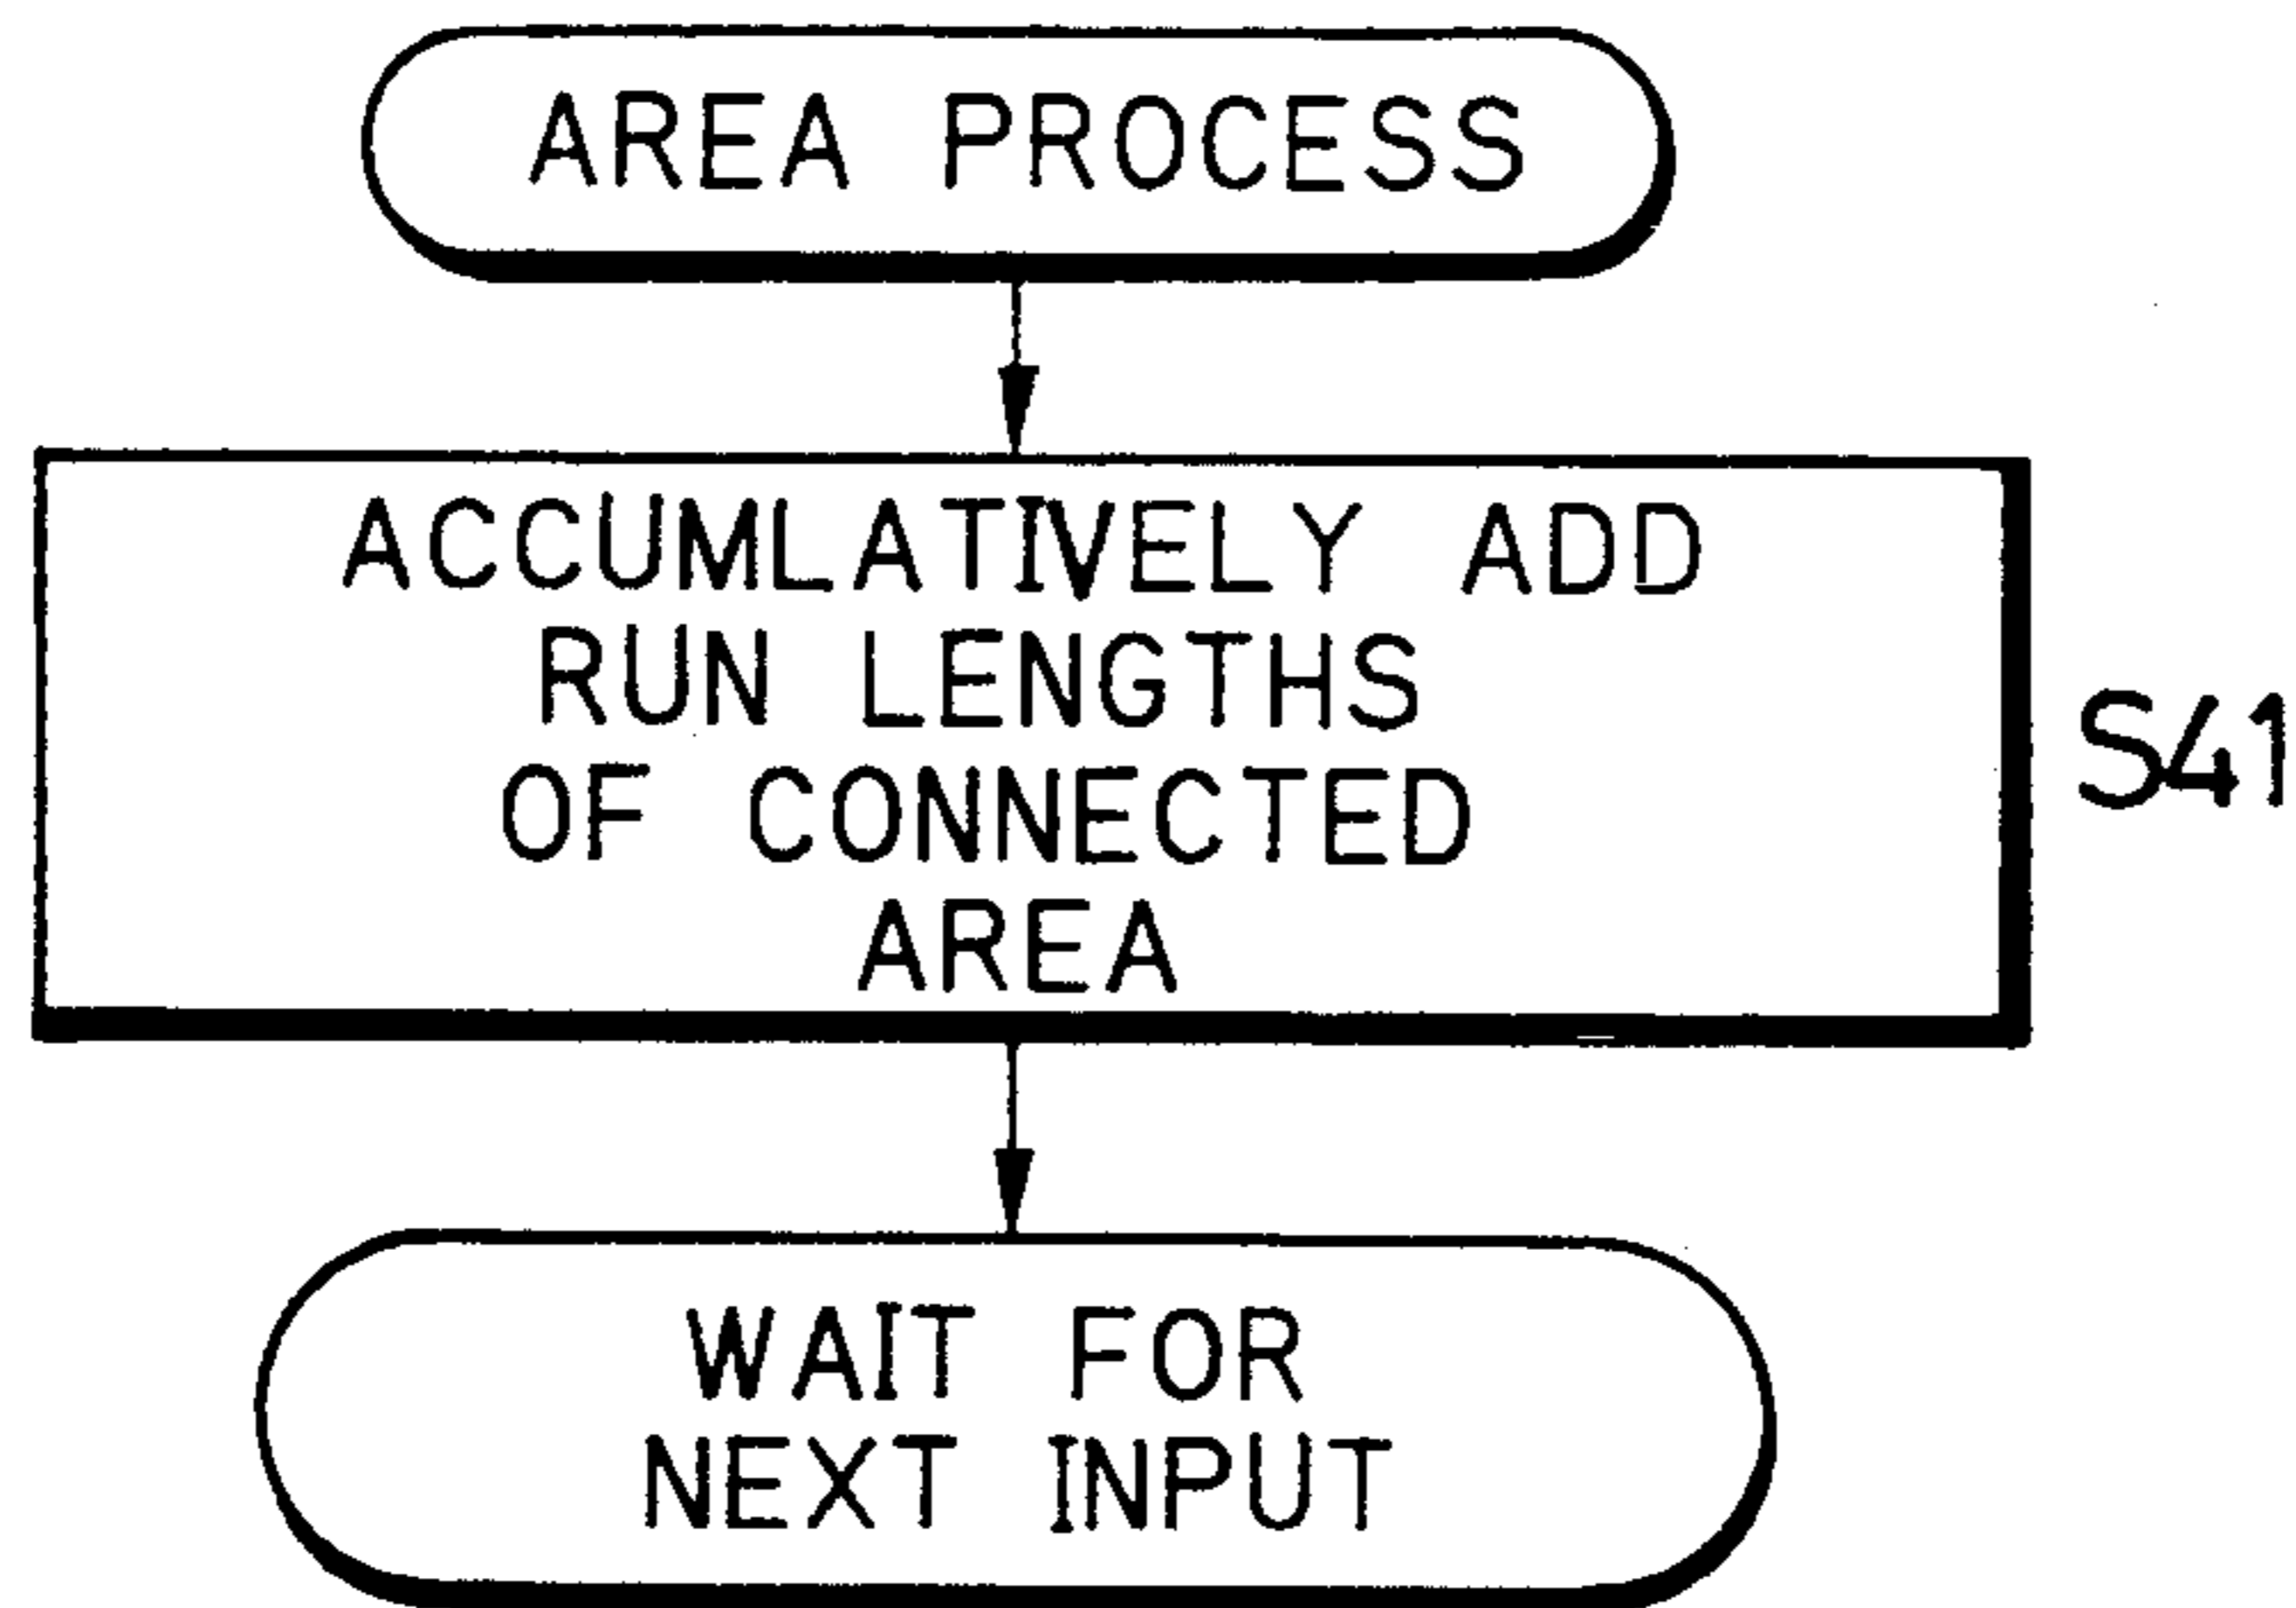 AREA PROCESS
ACCUMLATIVELY ADD
RUN LENGTHS
OF CONNECTED
AREA
S41
WAIT FOR
NEXT INPUT